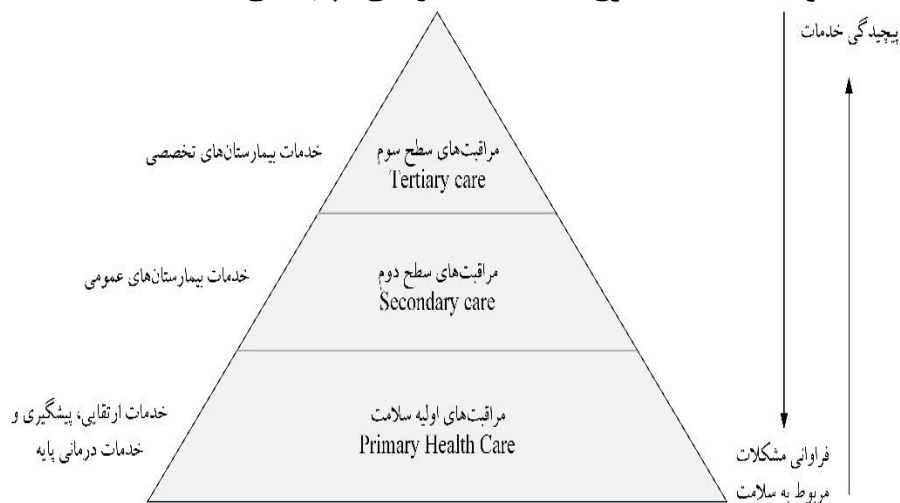 پیچیدگی خدمات
خدمات بیمارستان‌های تخصصی
مراقبت‌های سطح سوم
Tertiary care
خدمات بیمارستان‌های عمومی
مراقبت‌های سطح دوم
Secondary care
خدمات ارتقایی، پیشگیری و
خدمات درمانی پایه
مراقبت‌های اولیه سلامت
Primary Health Care
فراوانی مشکلات
مربوط به سلامت